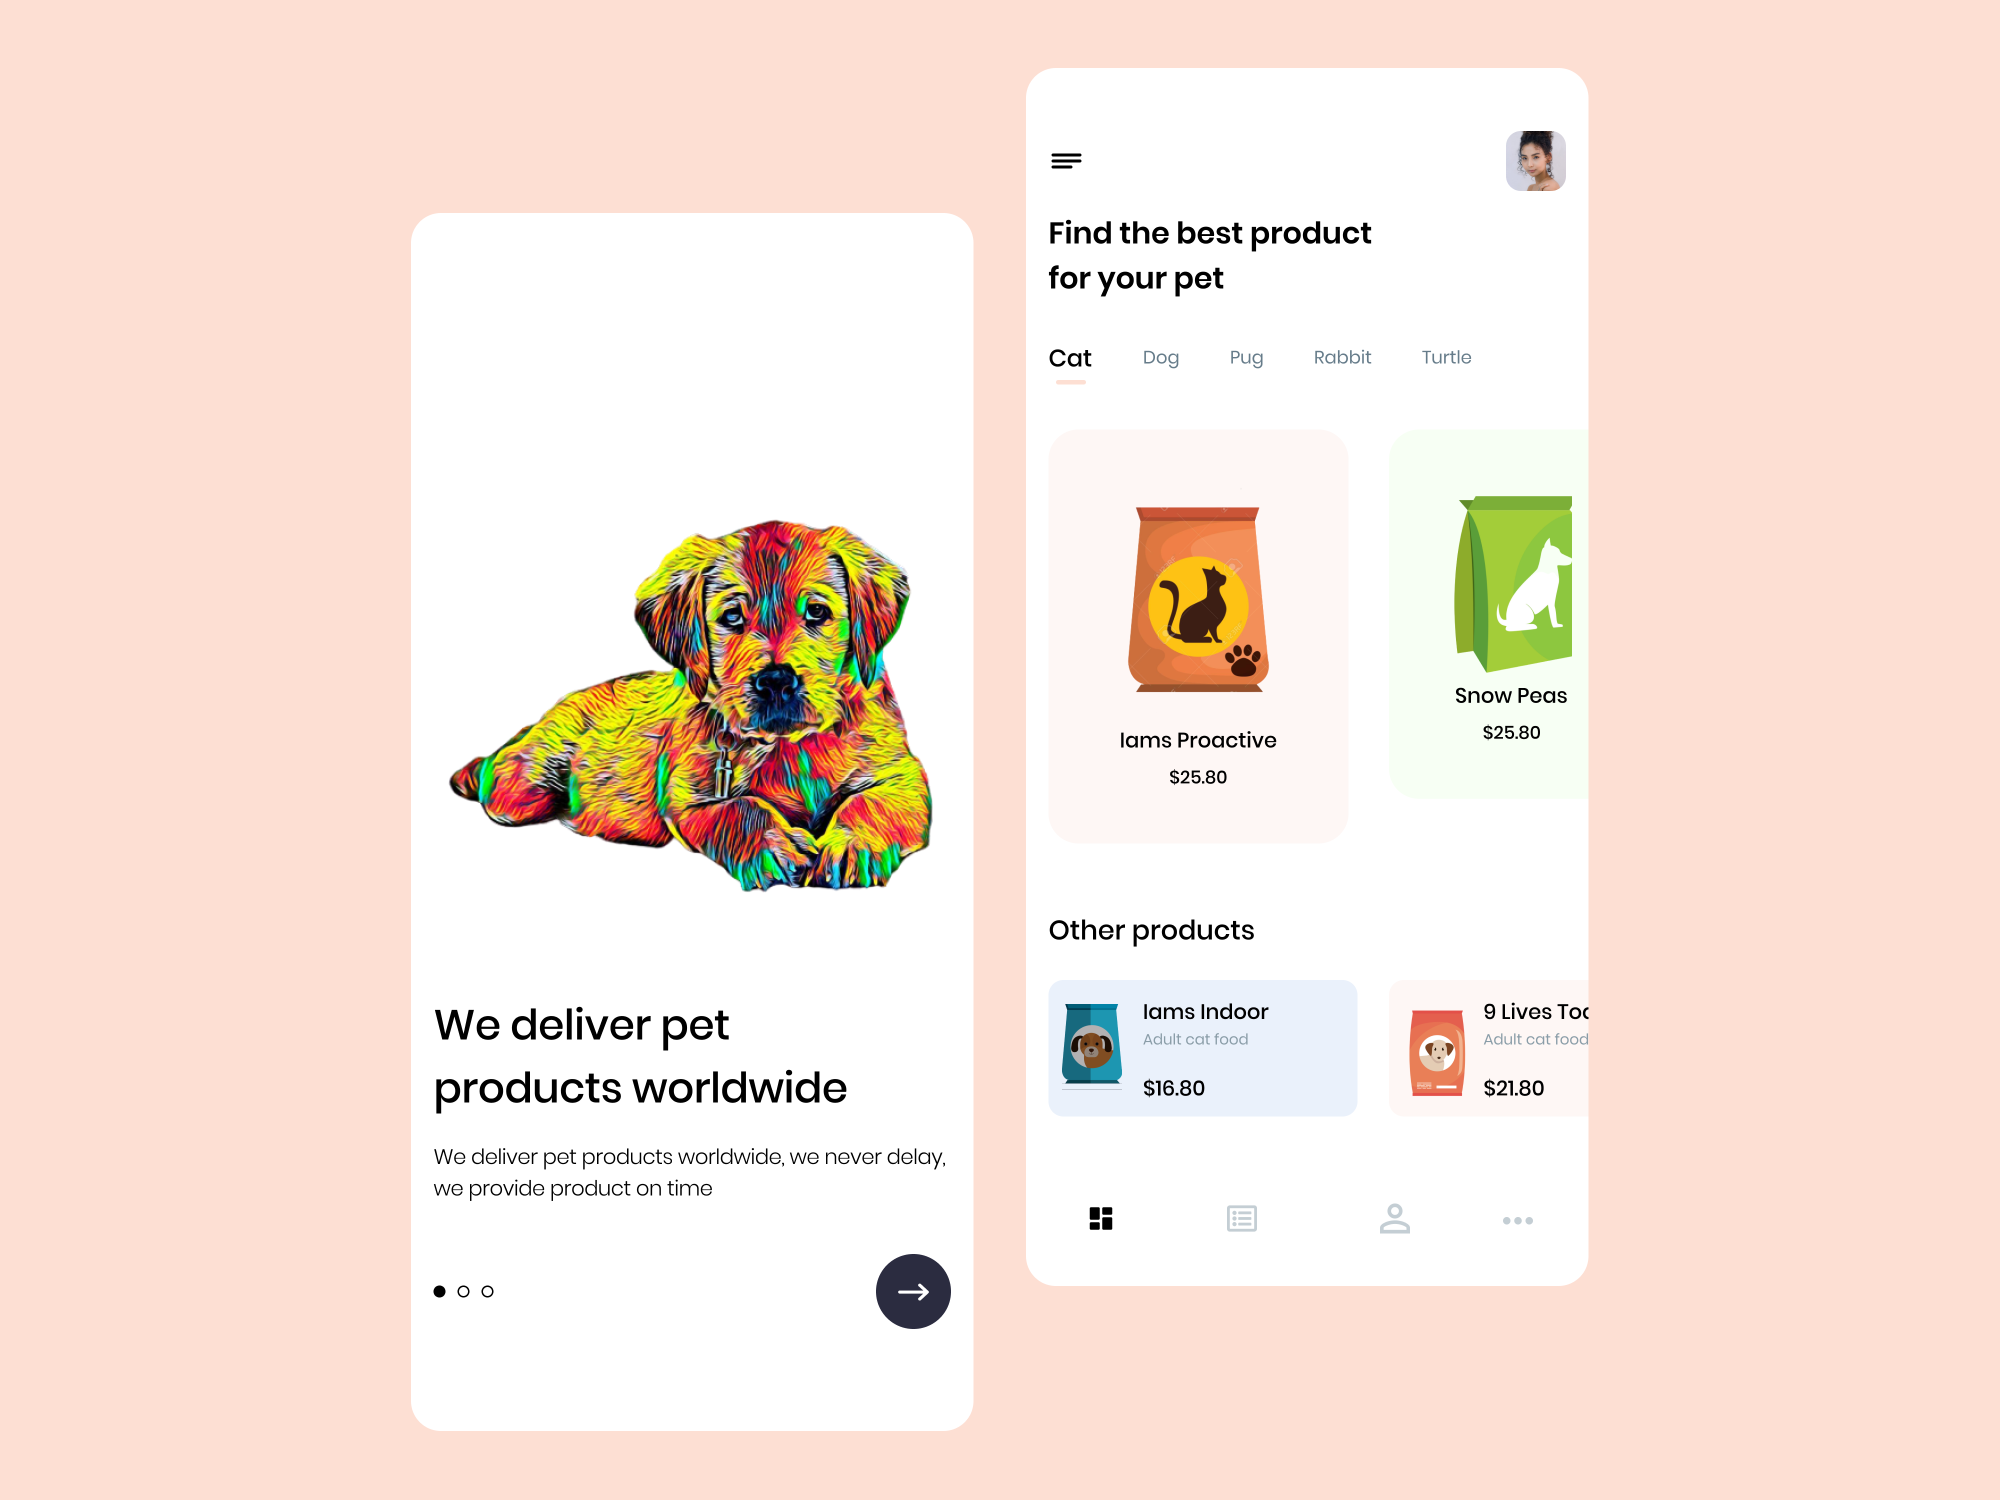 We deliver pet
products worldwide
We deliver pet products worldwide, we never delay,
we provide product on time
Find the best product
for your pet
Cat Dog Pug Rabbit Turtle
Iams Proactive
$25.80
Snow Peas
$25.80
Other products
Iams Indoor
Adult cat food
$16.80
9 Lives
Adult cat food
$21.80